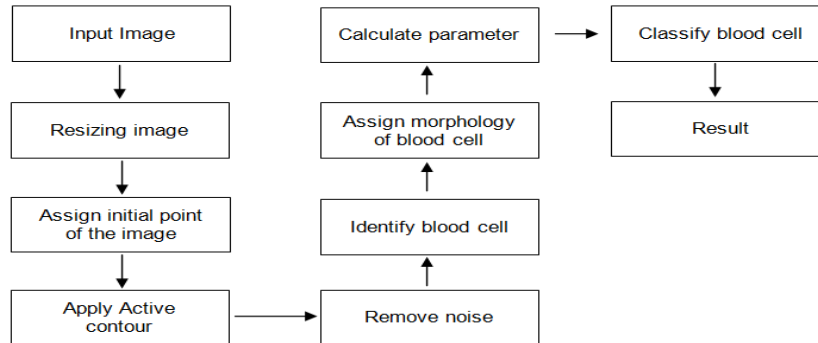 Input Image
Resizing image
Assign initial point
of the image
Apply Active
contour
Remove noise
Identify blood cell
Assign morphology
of blood cell
Calculate parameter
Classify blood cell
Result